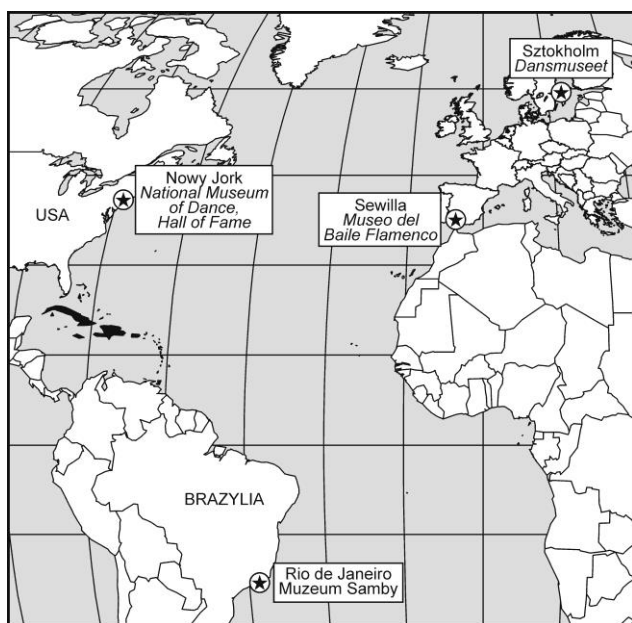 Sztokholm
Dansmuseet
Nowy Jork
National Museum
of Dance,
Hall of Fame
USA
Sewilla
Museo del
Baile Flamenco
BRAZYLIA
Rio de Janeiro
Muzeum Samby